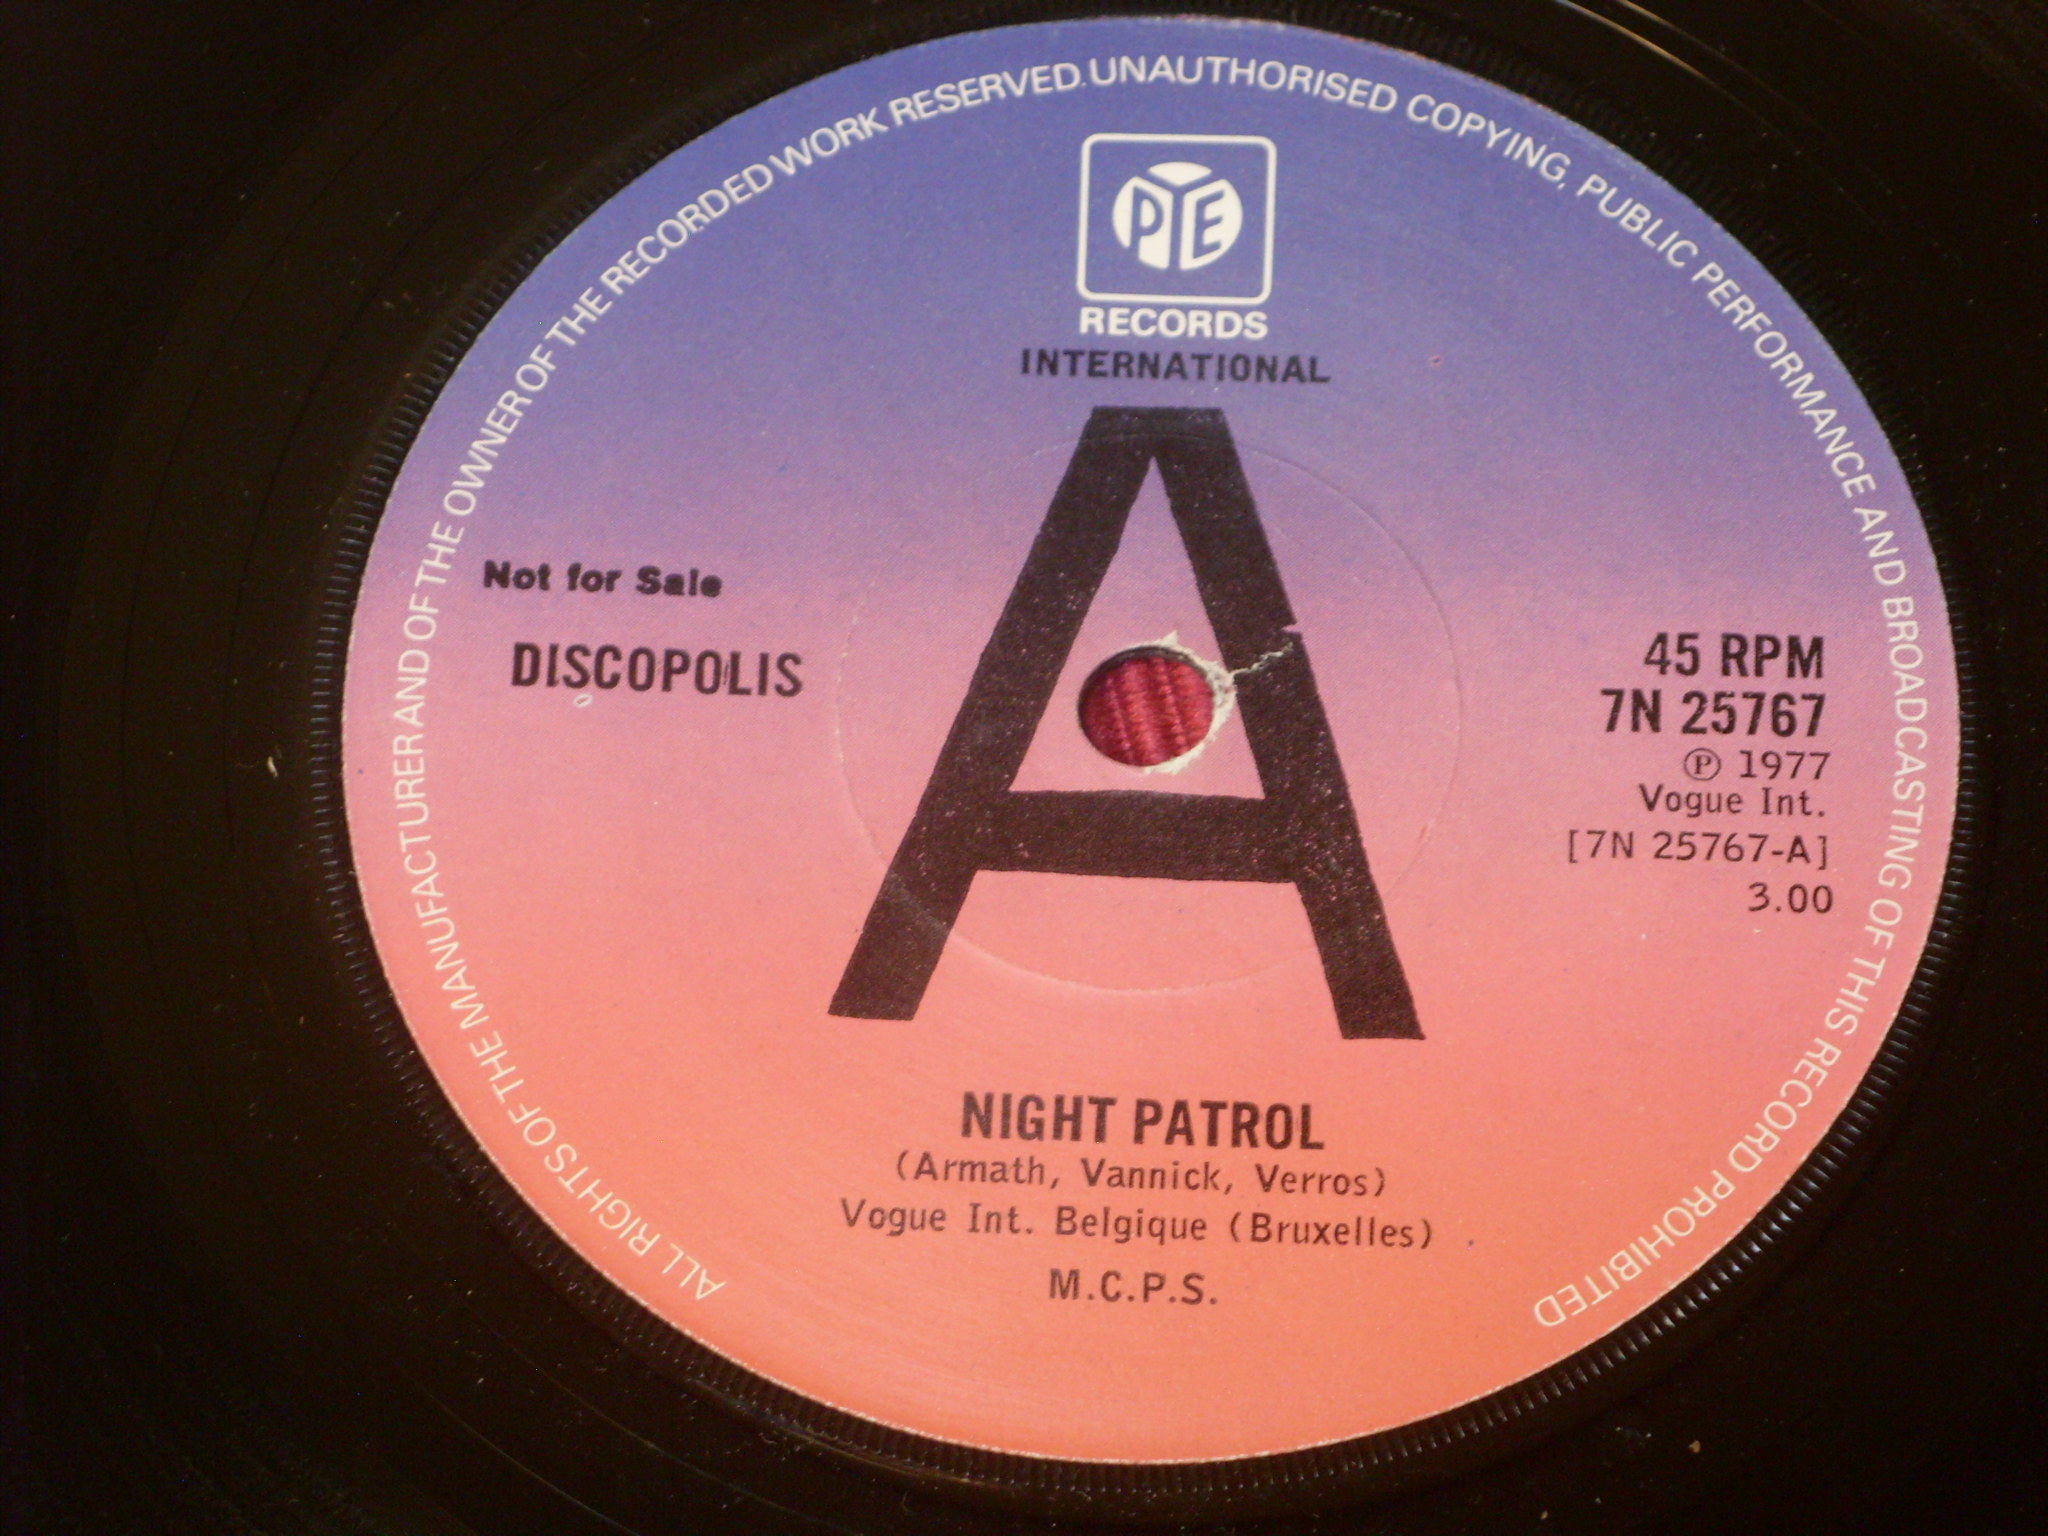 ALL RIGHTS OF THE MANUFACTURER AND OF THE OWNER OF THE RECORDED WORK RESERVED. UNAUTHORISED COPYING, PUBLIC PERFORMANCE AND BROADCASTING OF THIS RECORD PROHIBITED
PYE
RECORDS
INTERNATIONAL
A
Not for Sale
DISCOPOLIS
45 RPM
7N 25767
℗ 1977
Vogue Int.
[7N 25767-A]
3.00
NIGHT PATROL
(Armath, Vannick, Verros)
Vogue Int. Belgique (Bruxelles)
M.C.P.S.